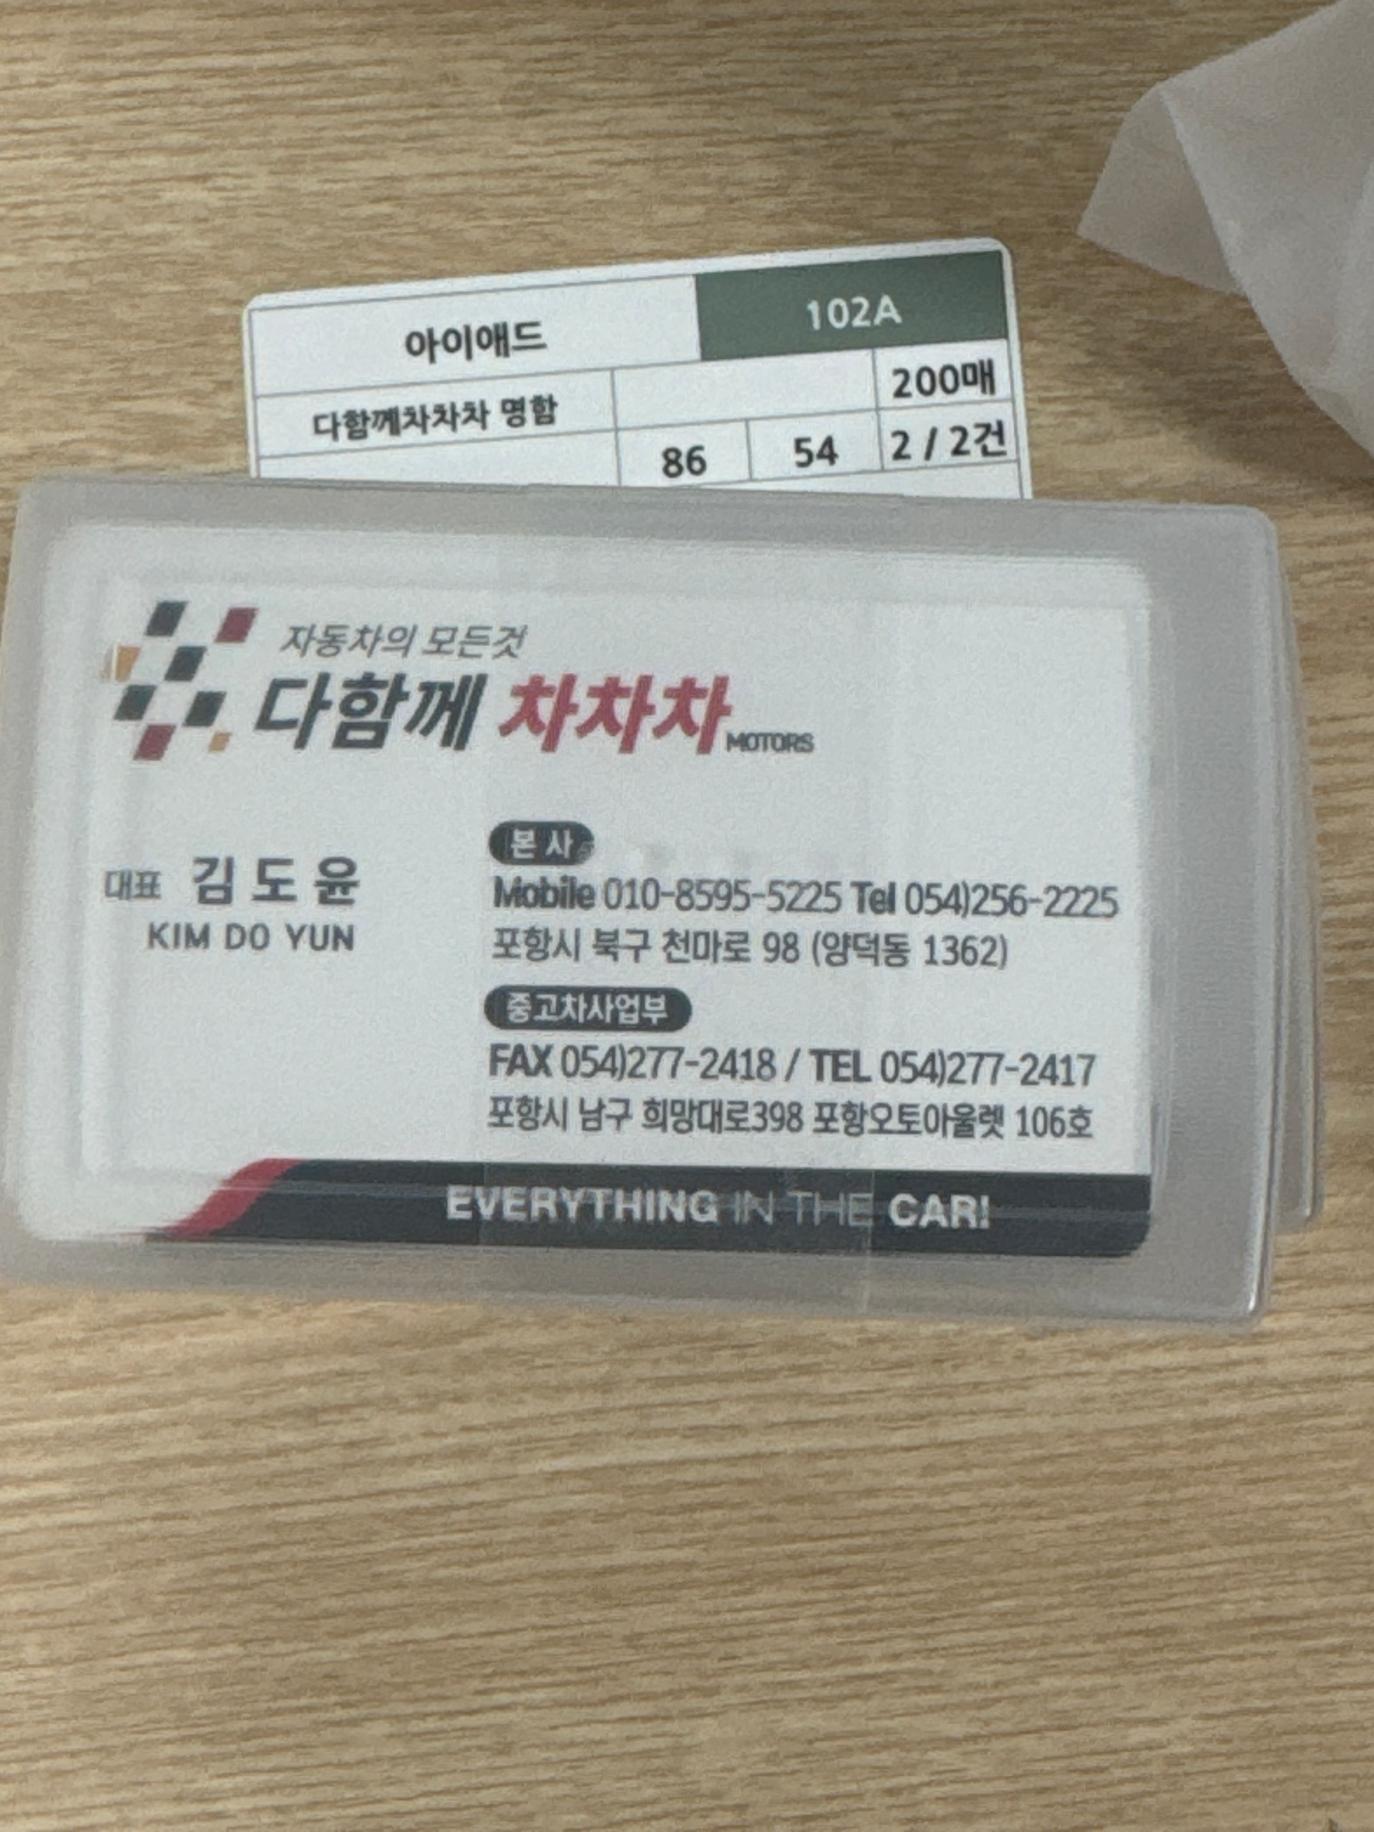 아이애드 102A
다함께차차차 명함 200매
86 54 2 / 2건
자동차의 모든것
다함께 차차차 MOTORS
대표 김도윤
KIM DO YUN
본 사
Mobile 010-8595-5225 Tel 054)256-2225
포항시 북구 천마로 98 (양덕동 1362)
중고차사업부
FAX 054)277-2418 / TEL 054)277-2417
포항시 남구 희망대로398 포항오토아울렛 106호
EVERYTHING IN THE CAR!